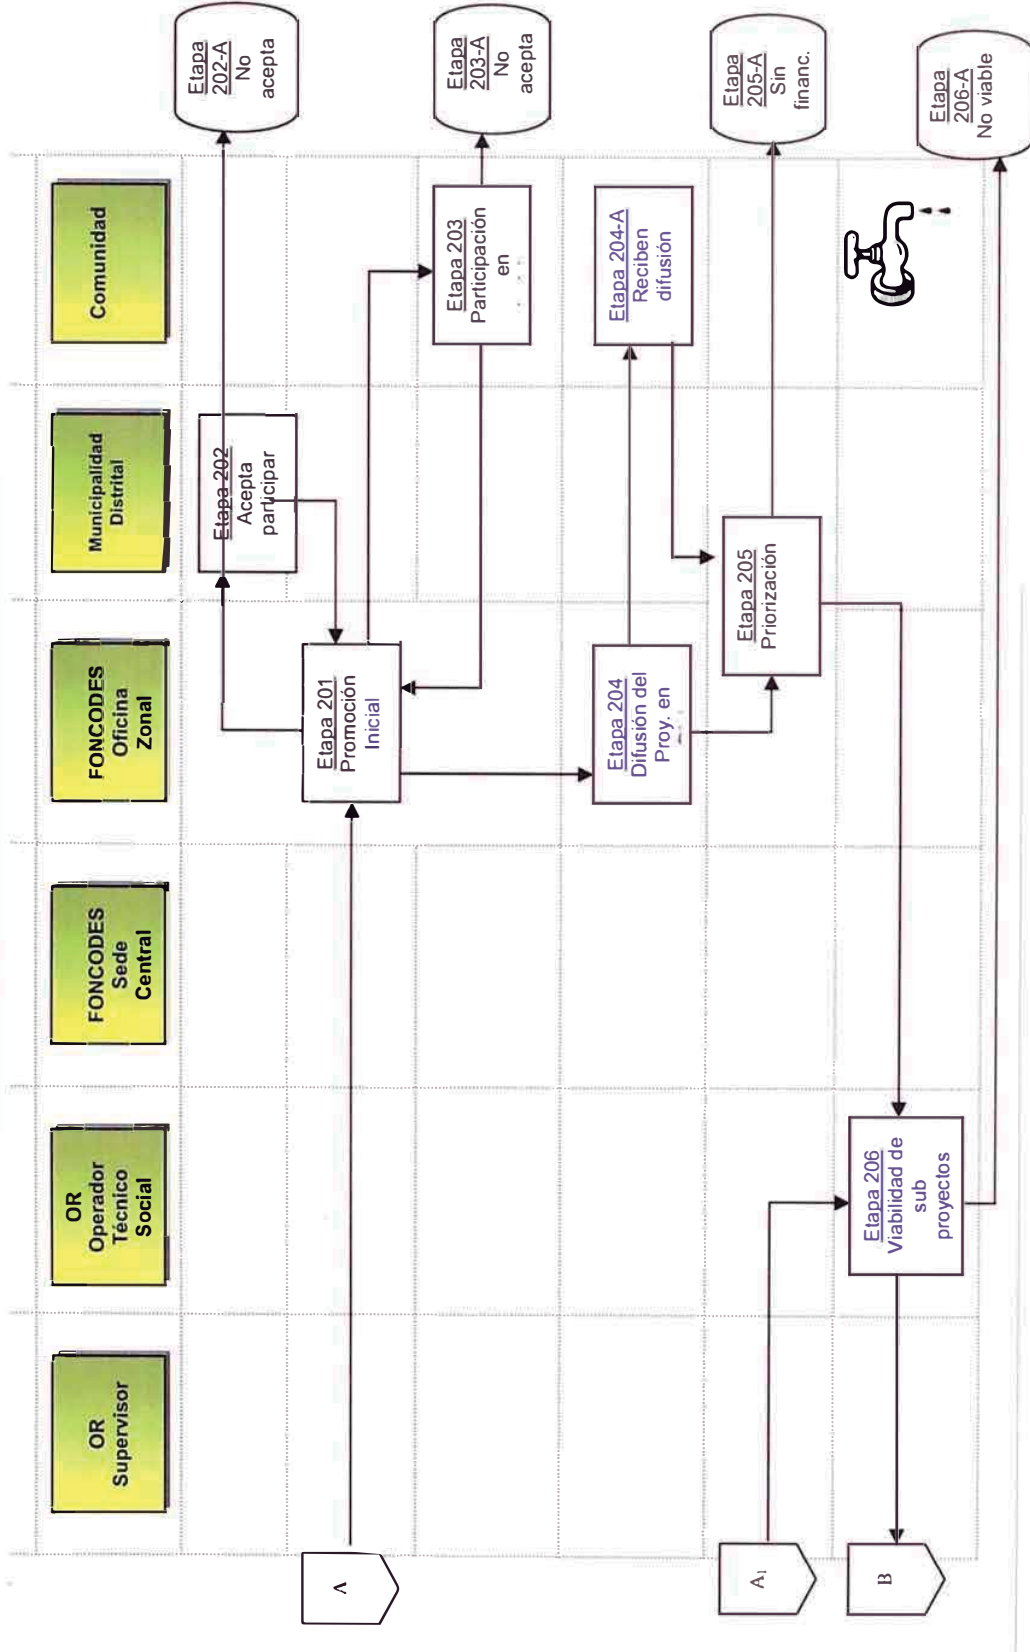 OR
Supervisor
OR
Operador
Técnico
Social
FONCODES
Sede
Central
FONCODES
Oficina
Zonal
Municipalidad
Distrital
Comunidad
Etapa 202
Acepta
participar
Etapa
202-A
No
acepta
A
Etapa 201
Promoción
Inicial
Etapa 203
Participación
en
Etapa
203-A
No
acepta
Etapa 204
Difusión del
Proy. en
Etapa 204-A
Reciben
difusión
A1
Etapa 205
Priorización
Etapa
205-A
Sin
financ.
B
Etapa 206
Viabilidad de
sub
proyectos
Etapa
206-A
No viable